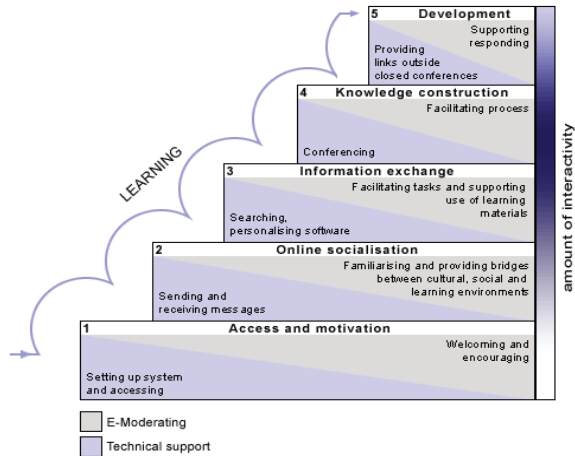 5 Development
Supporting
responding
Providing
links outside
closed conferences
4 Knowledge construction
Facilitating process
Conferencing
3 Information exchange
Facilitating tasks and supporting
use of learning
materials
Searching,
personalising software
2 Online socialisation
Familiarising and providing bridges
between cultural, social and
learning environments
Sending and
receiving messages
1 Access and motivation
Welcoming and
encouraging
Setting up system
and accessing
LEARNING
amount of interactivity
E-Moderating
Technical support